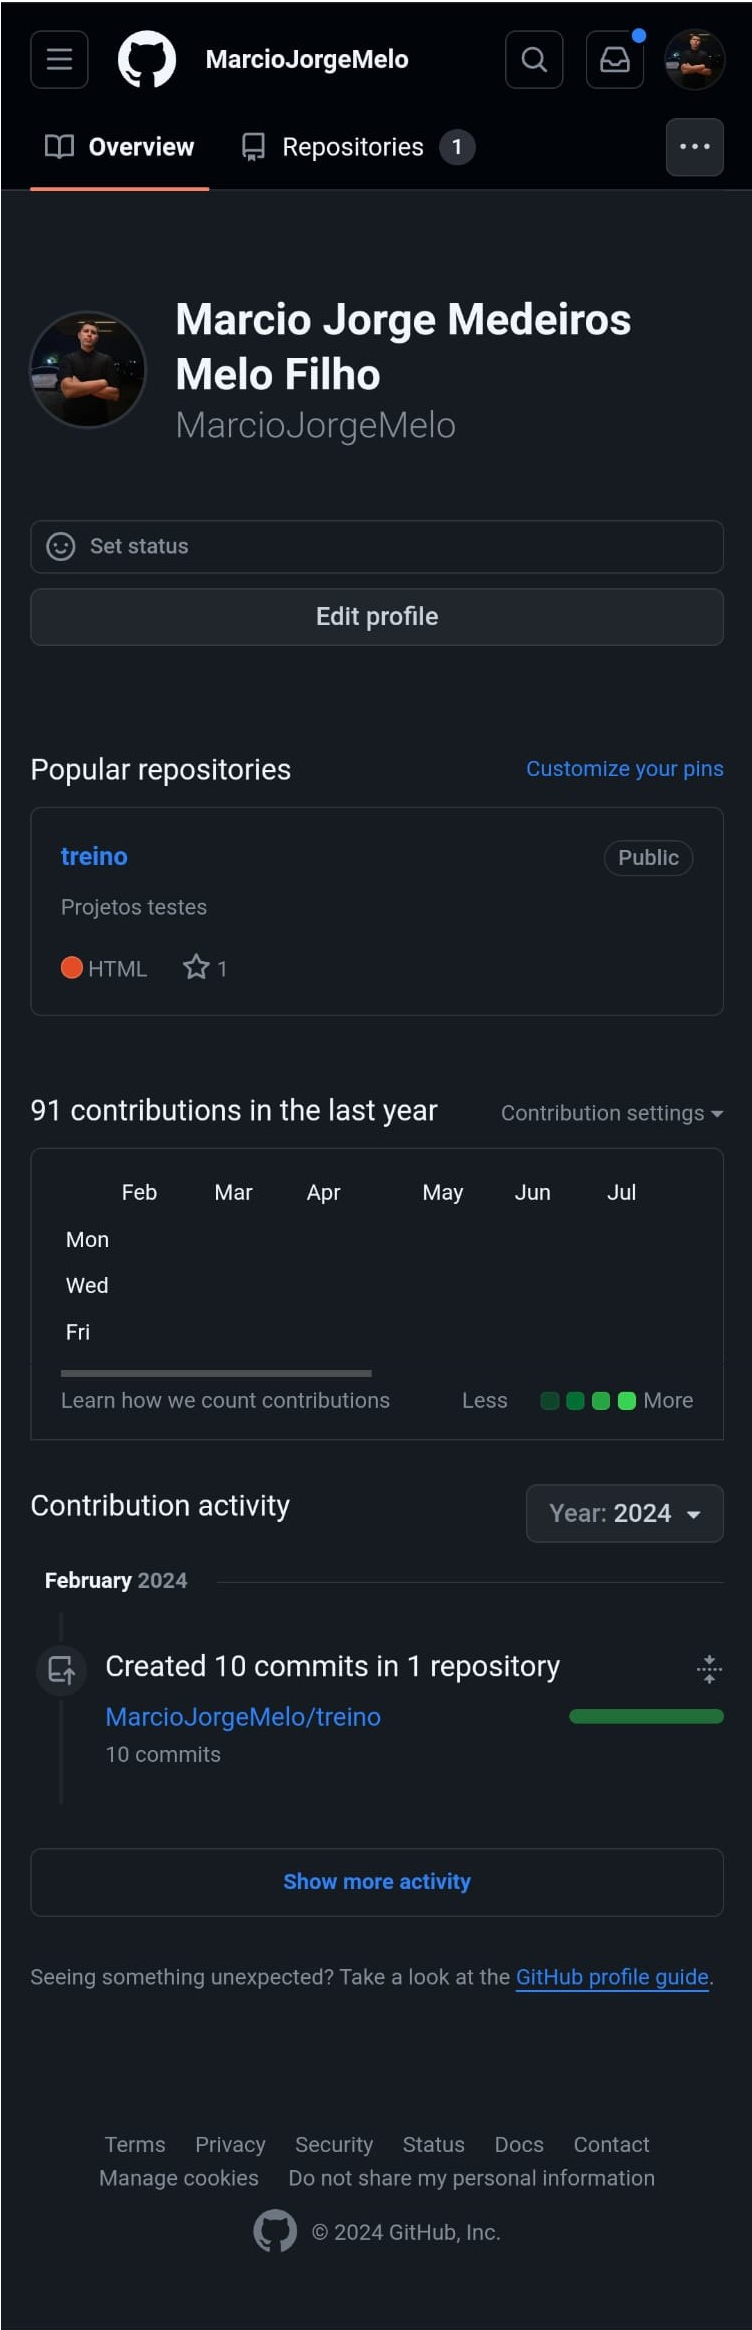 MarcioJorgeMelo
Overview Repositories 1
Marcio Jorge Medeiros
Melo Filho
MarcioJorgeMelo
Set status
Edit profile
Popular repositories Customize your pins
treino Public
Projetos testes
HTML 1
91 contributions in the last year Contribution settings
Feb Mar Apr May Jun Jul
Mon
Wed
Fri
Learn how we count contributions Less More
Contribution activity Year: 2024
February 2024
Created 10 commits in 1 repository
MarcioJorgeMelo/treino
10 commits
Show more activity
Seeing something unexpected? Take a look at the GitHub profile guide.
Terms Privacy Security Status Docs Contact
Manage cookies Do not share my personal information
© 2024 GitHub, Inc.